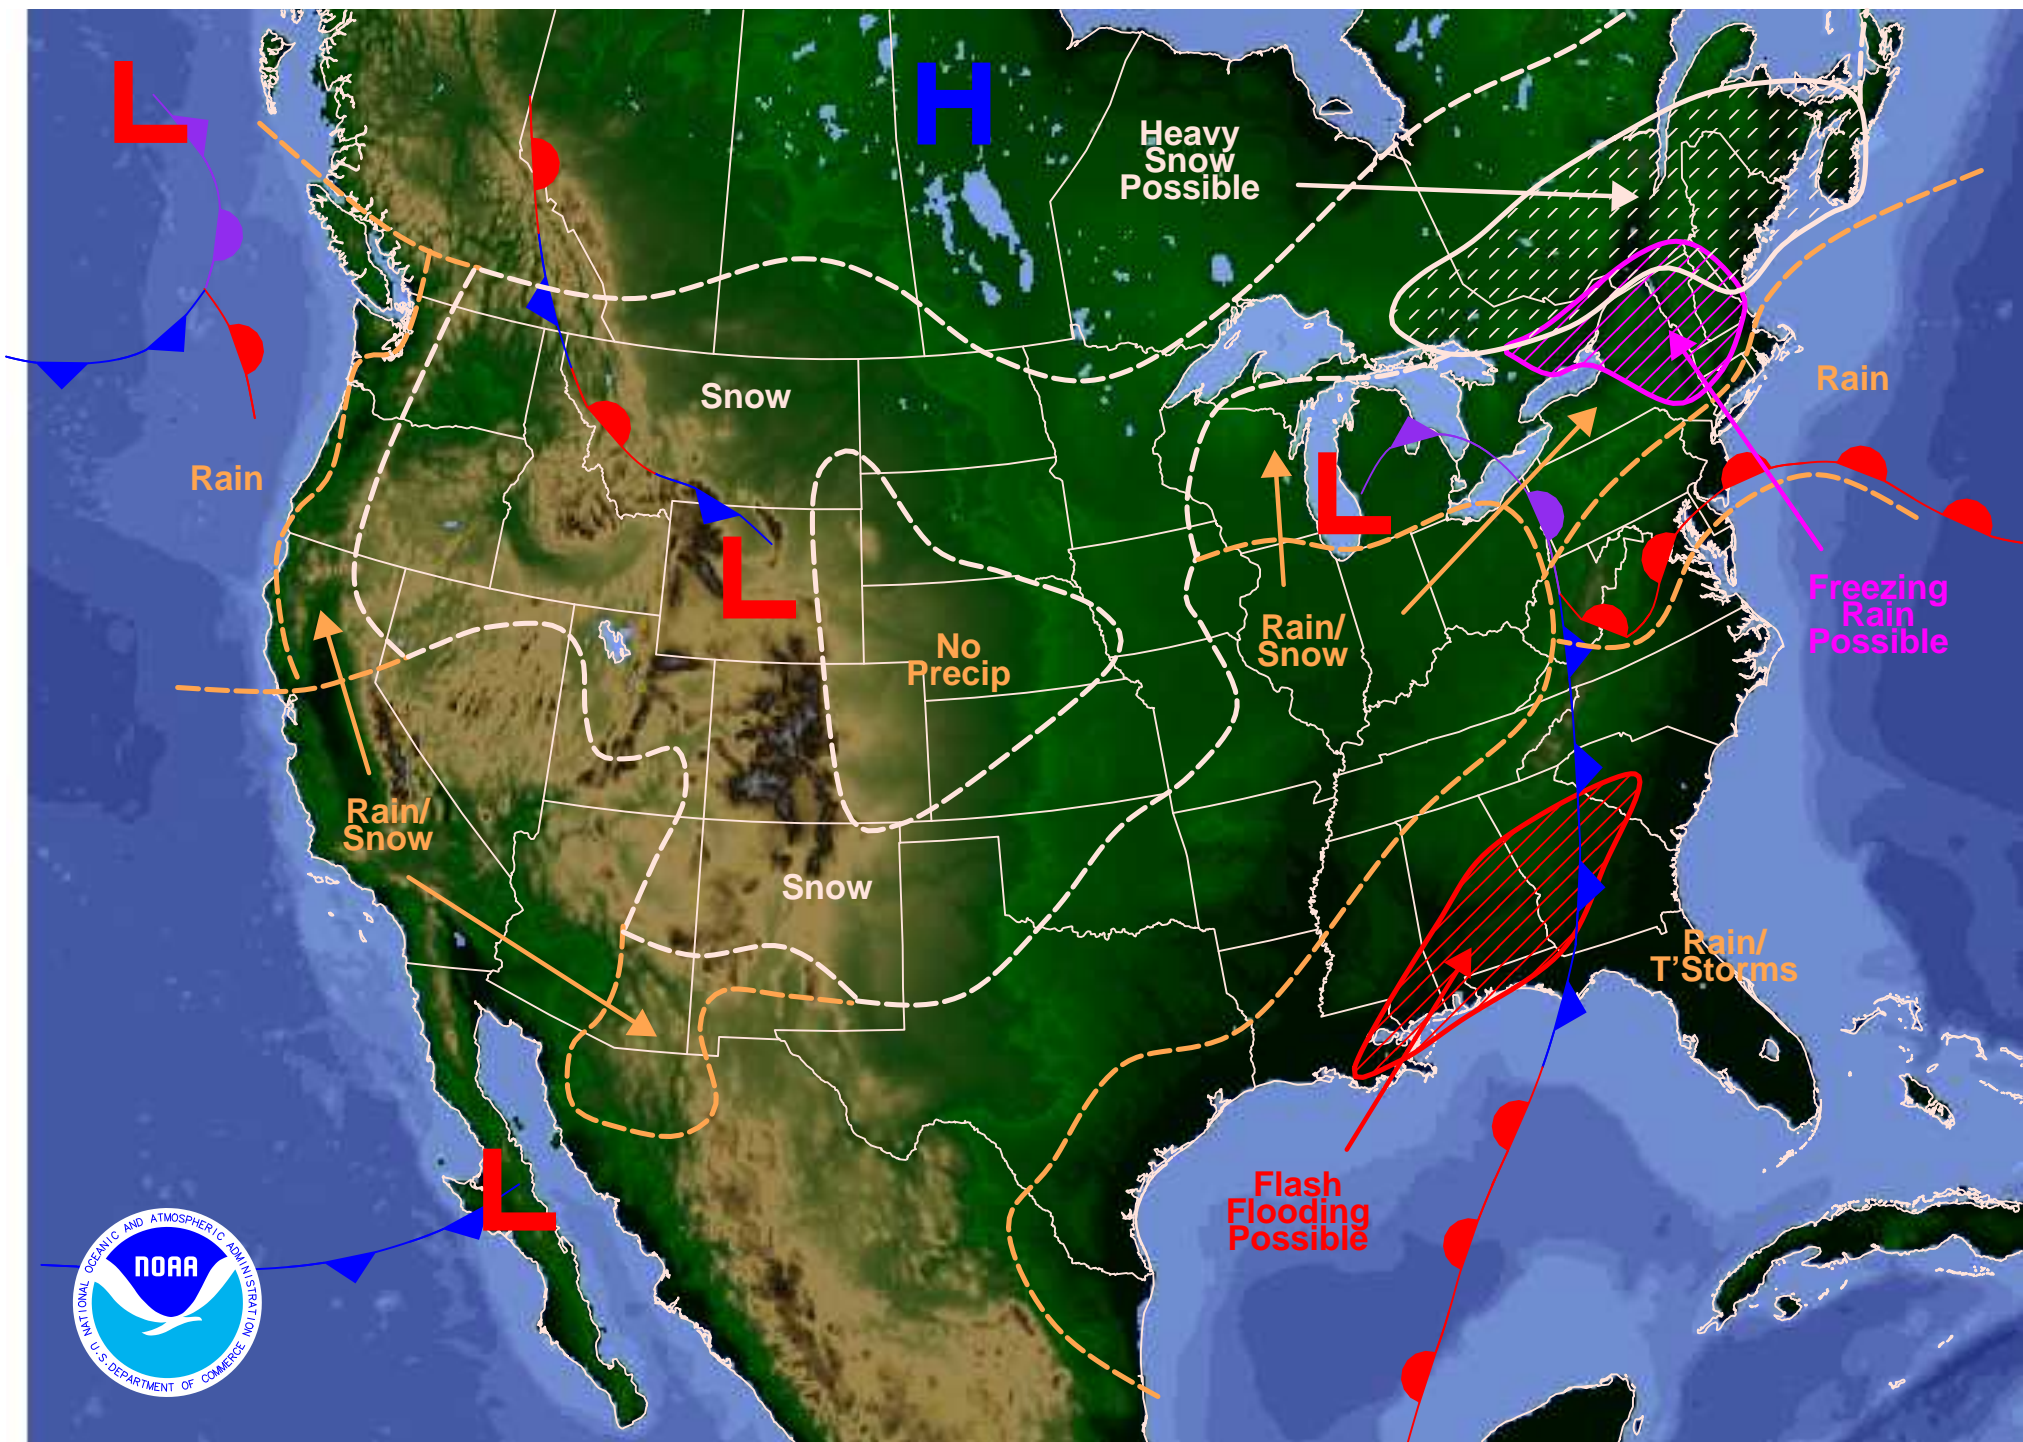 L
H
Heavy
Snow
Possible
Snow
Rain
Rain
L
L
Freezing
Rain
Possible
No
Precip
Rain/
Snow
Rain/
Snow
Snow
Rain/
T'Storms
L
Flash
Flooding
Possible
NATIONAL OCEANIC AND ATMOSPHERIC ADMINISTRATION
NOAA
U.S. DEPARTMENT OF COMMERCE